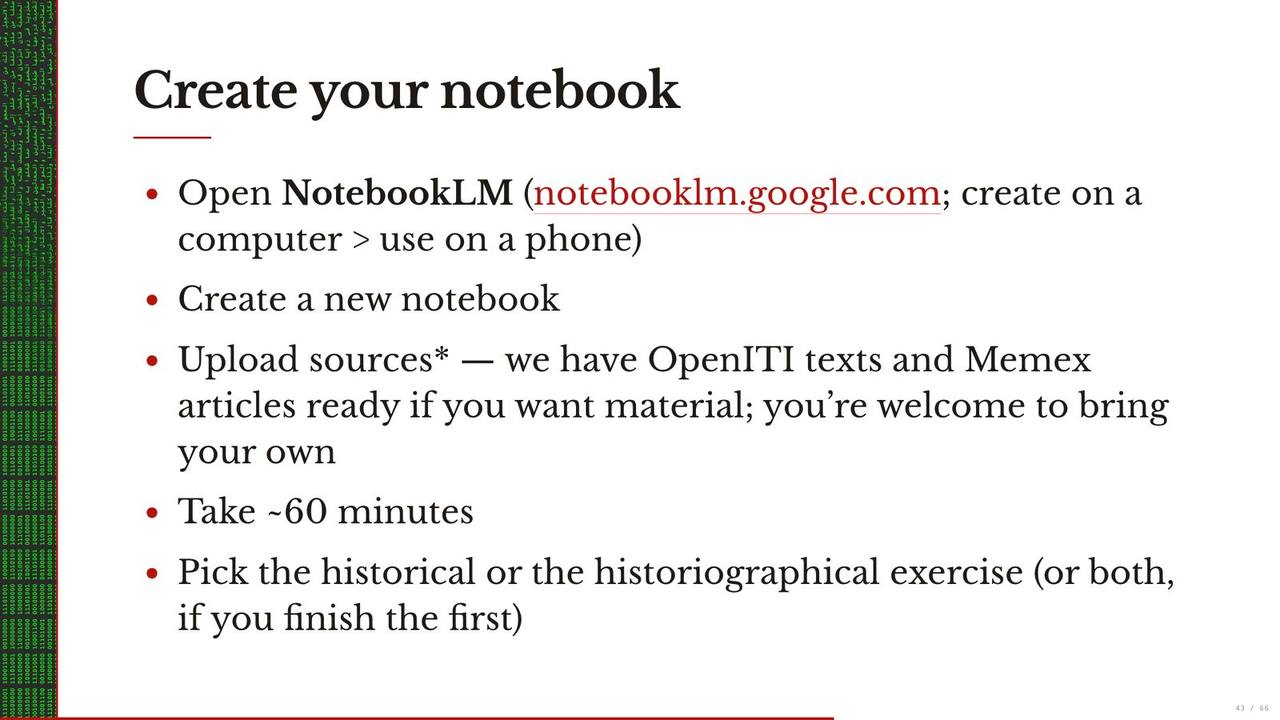 Create your notebook
• Open NotebookLM (notebooklm.google.com; create on a
computer > use on a phone)
• Create a new notebook
• Upload sources* — we have OpenITI texts and Memex
articles ready if you want material; you’re welcome to bring
your own
• Take ~60 minutes
• Pick the historical or the historiographical exercise (or both,
if you finish the first)
43 / 66